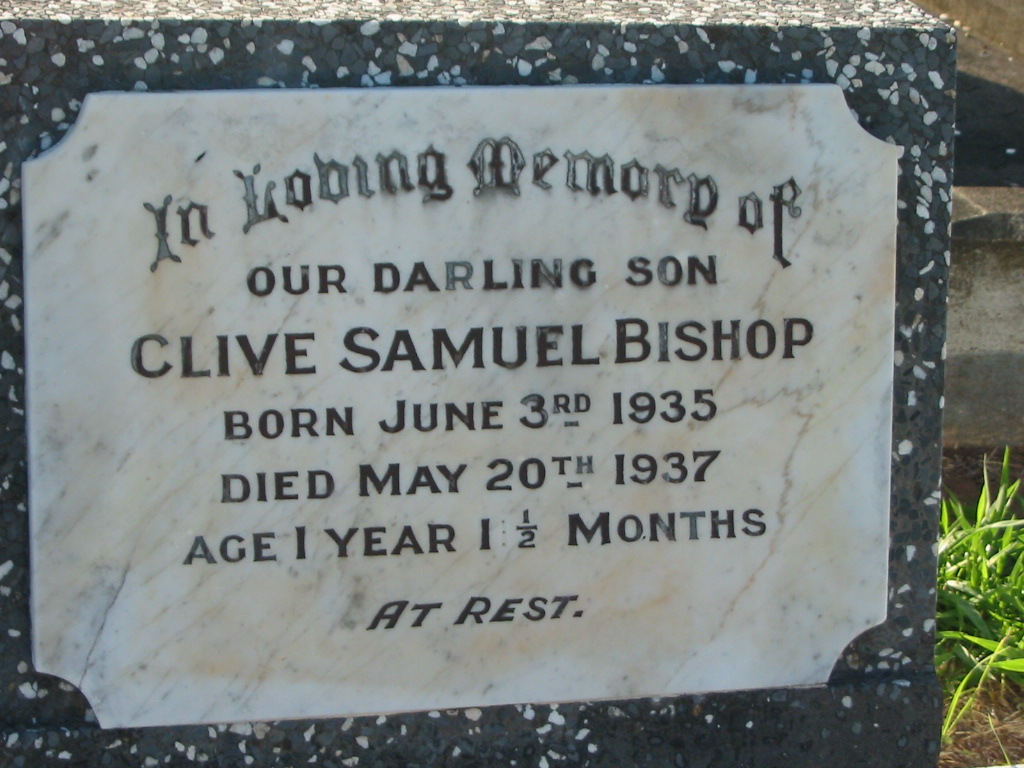 In Loving Memory of
OUR DARLING SON
CLIVE SAMUEL BISHOP
BORN JUNE 3RD 1935
DIED MAY 20TH 1937
AGE 1 YEAR 1 ½ MONTHS
AT REST.